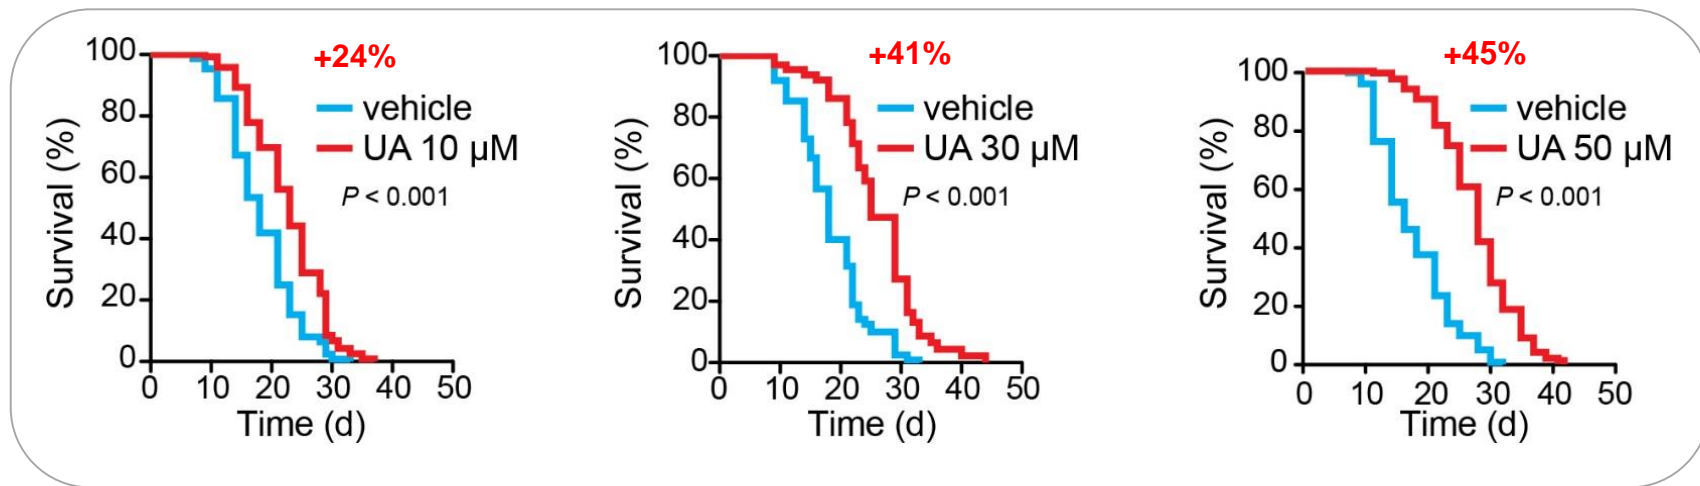 +24%
100
80
60
40
20
0
Survival (%)
vehicle
UA 10 μM
P < 0.001
0 10 20 30 40 50
Time (d)
+41%
100
80
60
40
20
0
Survival (%)
vehicle
UA 30 μM
P < 0.001
0 10 20 30 40 50
Time (d)
+45%
100
80
60
40
20
0
Survival (%)
vehicle
UA 50 μM
P < 0.001
0 10 20 30 40 50
Time (d)